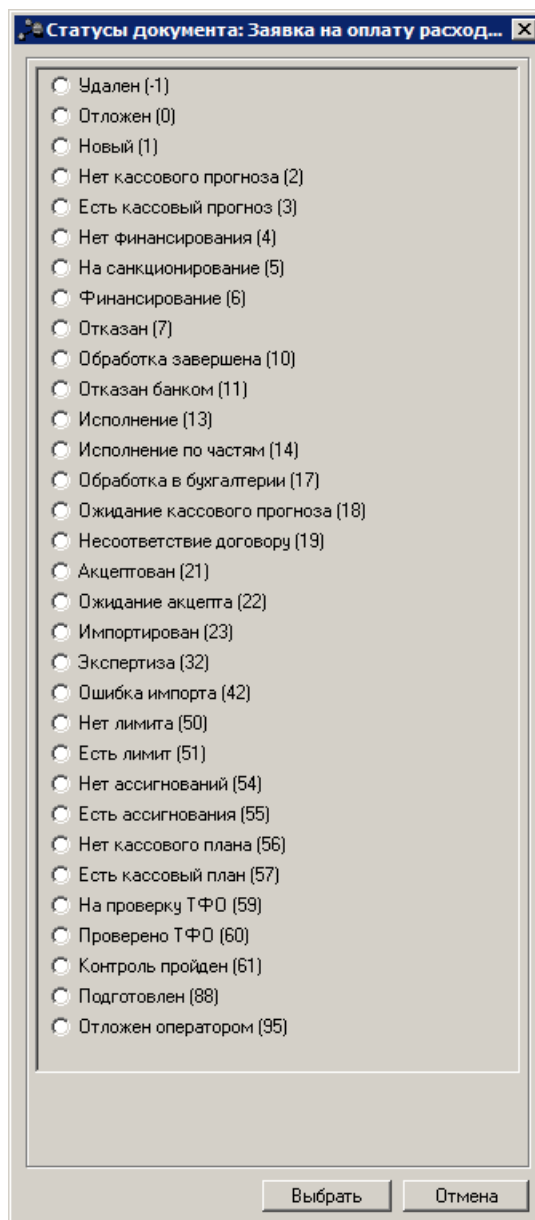 Статусы документа: Заявка на оплату расход...
Удален (-1)
Отложен (0)
Новый (1)
Нет кассового прогноза (2)
Есть кассовый прогноз (3)
Нет финансирования (4)
На санкционирование (5)
Финансирование (6)
Отказан (7)
Обработка завершена (10)
Отказан банком (11)
Исполнение (13)
Исполнение по частям (14)
Обработка в бухгалтерии (17)
Ожидание кассового прогноза (18)
Несоответствие договору (19)
Акцептован (21)
Ожидание акцепта (22)
Импортирован (23)
Экспертиза (32)
Ошибка импорта (42)
Нет лимита (50)
Есть лимит (51)
Нет ассигнований (54)
Есть ассигнования (55)
Нет кассового плана (56)
Есть кассовый план (57)
На проверку ТФО (59)
Проверено ТФО (60)
Контроль пройден (61)
Подготовлен (88)
Отложен оператором (95)
Выбрать Отмена